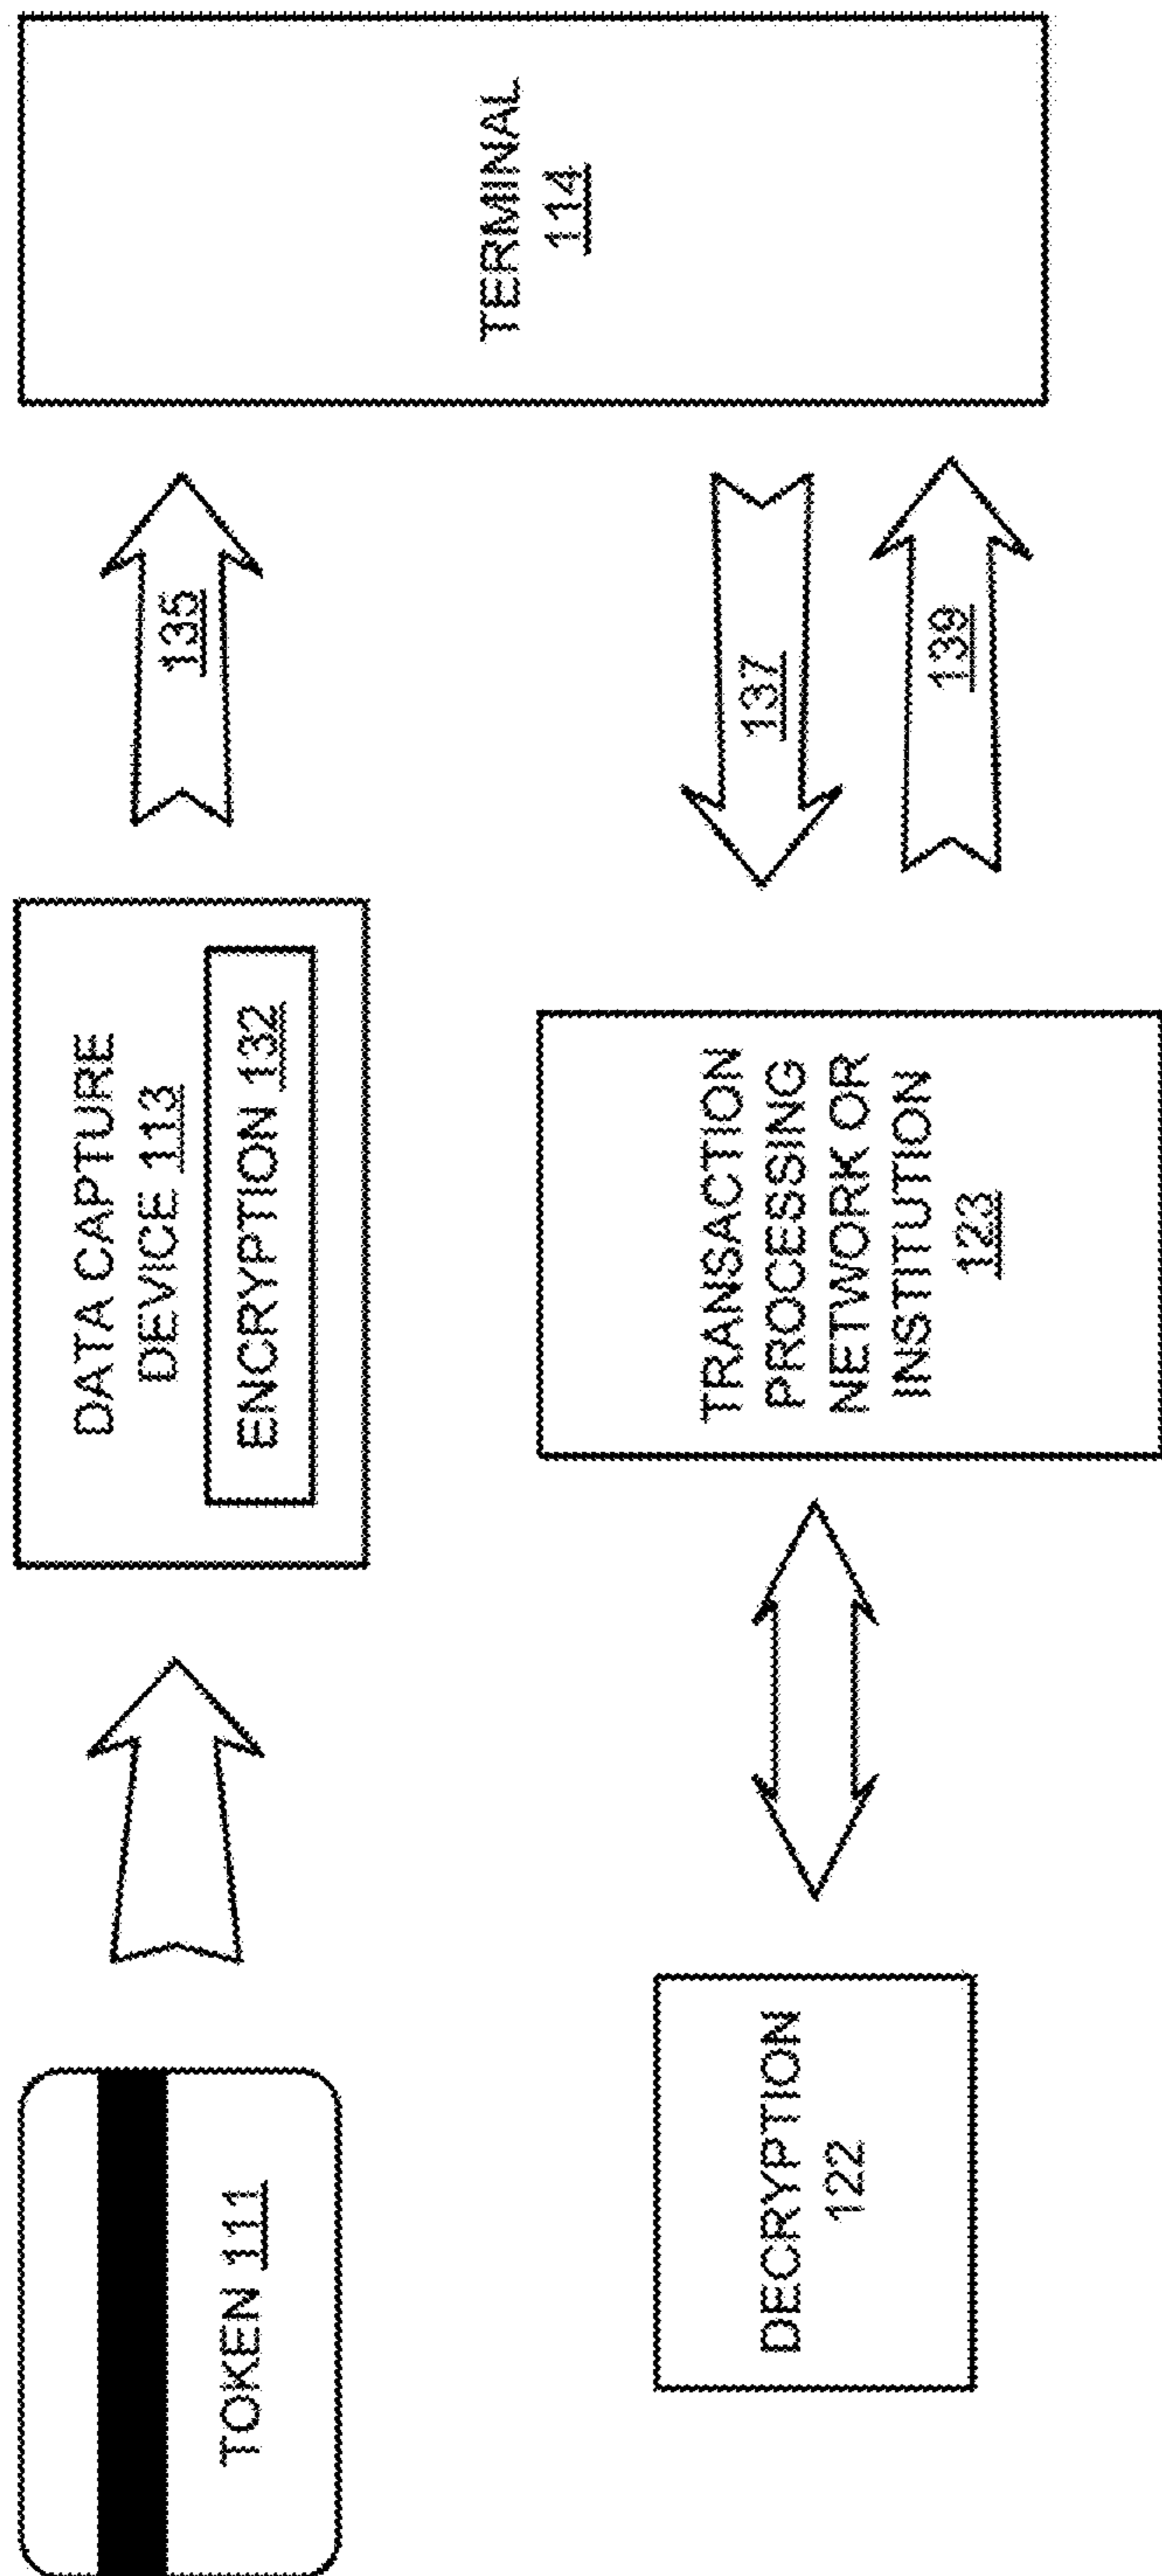 TOKEN 111
DATA CAPTURE
DEVICE 113
ENCRYPTION 132
135
TERMINAL
114
DECRYPTION
122
TRANSACTION
PROCESSING
NETWORK OR
INSTITUTION
123
137
139